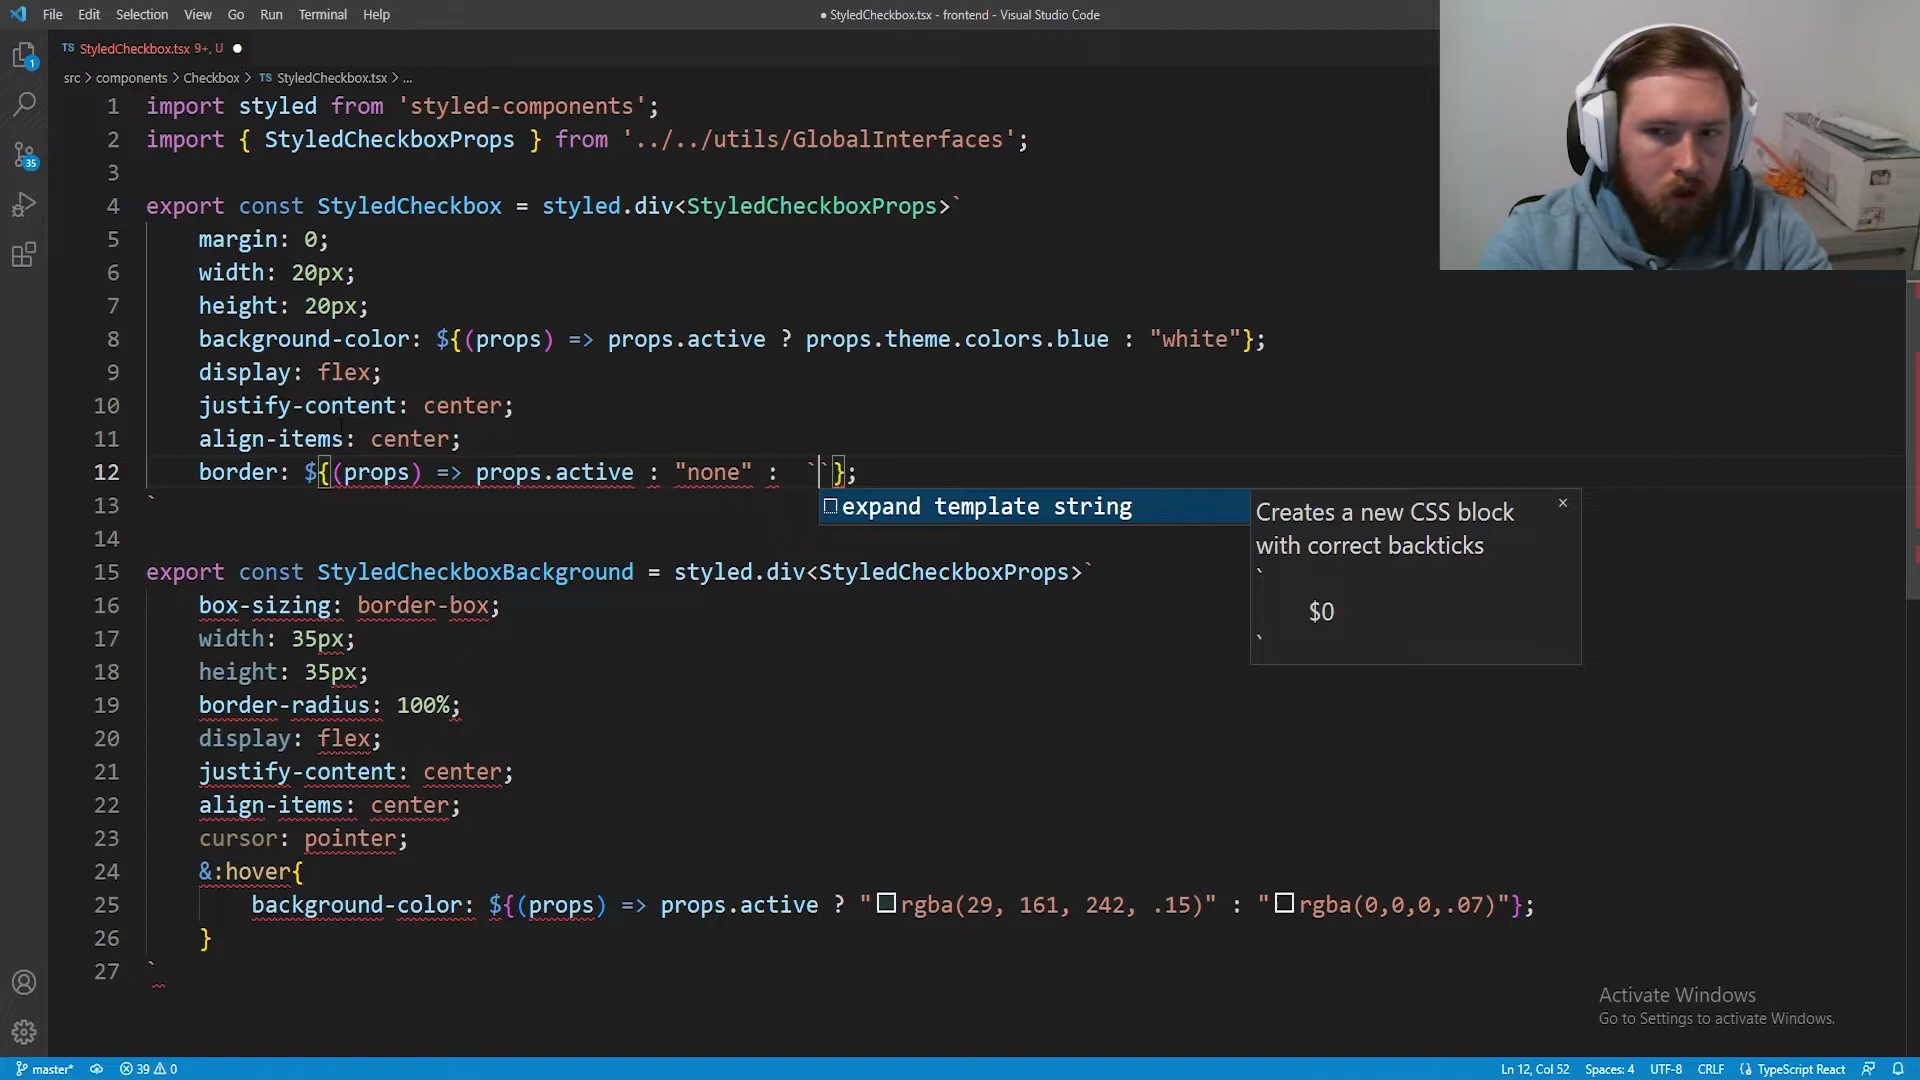 File Edit Selection View Go Run Terminal Help
● StyledCheckbox.tsx - frontend - Visual Studio Code
TS StyledCheckbox.tsx 9+, U ●
src > components > Checkbox > TS StyledCheckbox.tsx > ...
1 import styled from 'styled-components';
2 import { StyledCheckboxProps } from '../../utils/GlobalInterfaces';
3
4 export const StyledCheckbox = styled.div<StyledCheckboxProps>`
5 margin: 0;
6 width: 20px;
7 height: 20px;
8 background-color: ${(props) => props.active ? props.theme.colors.blue : "white"};
9 display: flex;
10 justify-content: center;
11 align-items: center;
12 border: ${(props) => props.active : "none" : ``};
13 `
14
15 export const StyledCheckboxBackground = styled.div<StyledCheckboxProps>`
16 box-sizing: border-box;
17 width: 35px;
18 height: 35px;
19 border-radius: 100%;
20 display: flex;
21 justify-content: center;
22 align-items: center;
23 cursor: pointer;
24 &:hover{
25 background-color: ${(props) => props.active ? "rgba(29, 161, 242, .15)" : "rgba(0,0,0,.07)"};
26 }
27 `
expand template string
Creates a new CSS block
with correct backticks
`
$0
`
1
35
Activate Windows
Go to Settings to activate Windows.
master* 39 0
Ln 12, Col 52 Spaces: 4 UTF-8 CRLF {} TypeScript React